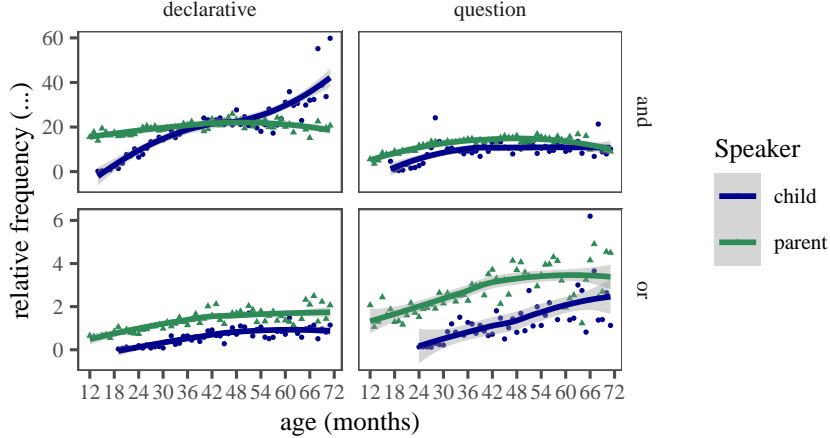 declarative
question
60
40
20
0
and
6
4
2
0
or
relative frequency (...)
12 18 24 30 36 42 48 54 60 66 72
12 18 24 30 36 42 48 54 60 66 72
age (months)
Speaker
child
parent